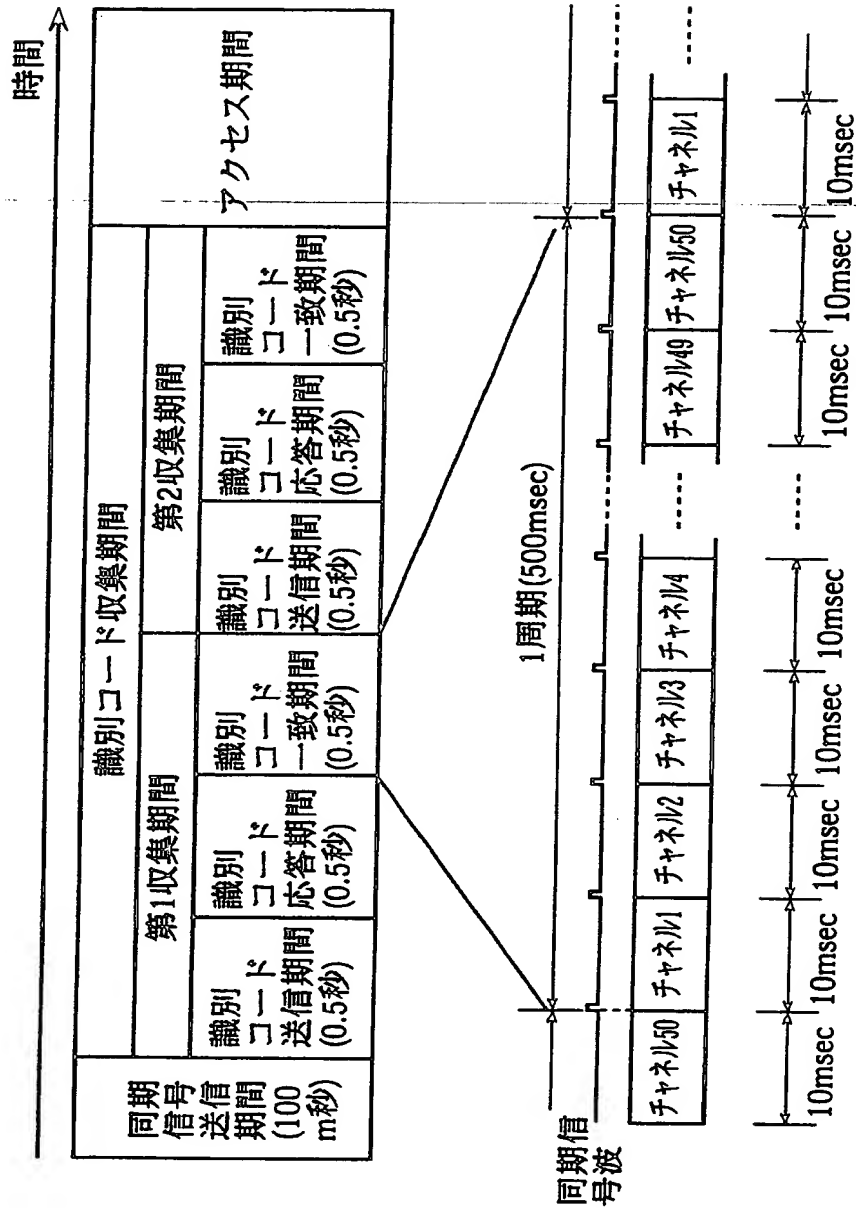 時間
識別コード収集期間
アクセス期間
第1収集期間
第2収集期間
同期
信号
送信
期間
(100
m秒)
識別
コード
送信期間
(0.5秒)
識別
コード
応答期間
(0.5秒)
識別
コード
一致期間
(0.5秒)
識別
コード
送信期間
(0.5秒)
識別
コード
応答期間
(0.5秒)
識別
コード
一致期間
(0.5秒)
1周期(500msec)
同期信
号波
チャネル50
チャネル1
チャネル2
チャネル3
チャネル4
チャネル49
チャネル50
チャネル1
10msec
10msec
10msec
10msec
10msec
10msec
10msec
10msec